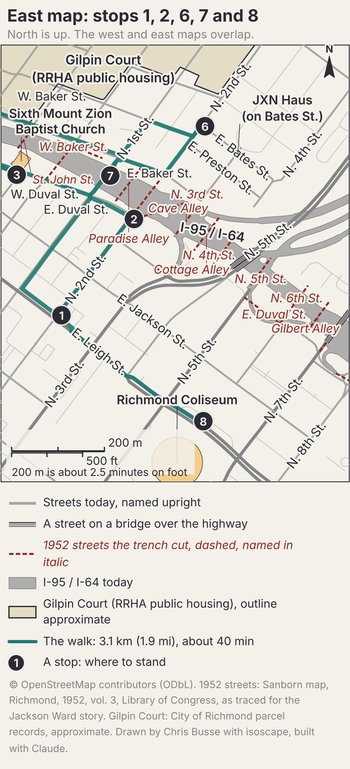 East map: stops 1, 2, 6, 7 and 8
North is up. The west and east maps overlap.
N
Gilpin Court
(RRHA public housing)
N. 2nd St.
W. Baker St.
JXN Haus
(on Bates St.)
Sixth Mount Zion
Baptist Church
N. 1st St.
6
E. Bates St.
N. 4th St.
W. Baker St.
E. Preston St.
3
St. John St.
7
E. Baker St.
W. Duval St.
N. 3rd St.
E. Duval St.
Cave Alley
2
I-95 / I-64
N. 5th St.
Paradise Alley
N. 4th St.
Cottage Alley
N. 5th St.
N. 2nd St.
N. 6th St.
E. Duval St.
Gilbert Alley
1
E. Jackson St.
E. Leigh St.
N. 5th St.
N. 3rd St.
Richmond Coliseum
N. 7th St.
8
N. 8th St.
200 m
500 ft
200 m is about 2.5 minutes on foot
Streets today, named upright
A street on a bridge over the highway
1952 streets the trench cut, dashed, named in
italic
I-95 / I-64 today
Gilpin Court (RRHA public housing), outline
approximate
The walk: 3.1 km (1.9 mi), about 40 min
1 A stop: where to stand
© OpenStreetMap contributors (ODbL). 1952 streets: Sanborn map,
Richmond, 1952, vol. 3, Library of Congress, as traced for the
Jackson Ward story. Gilpin Court: City of Richmond parcel
records, approximate. Drawn by Chris Busse with isoscape, built
with Claude.